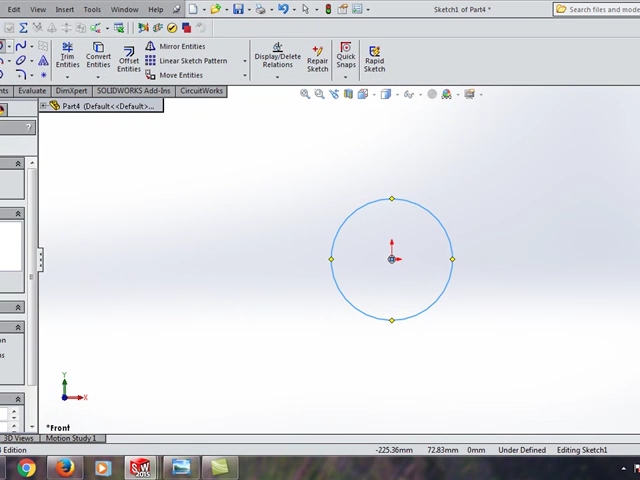 Edit View Insert Tools Window Help
Sketch1 of Part4 *
Search files and mode
Trim Entities
Convert Entities
Offset Entities
Mirror Entities
Linear Sketch Pattern
Move Entities
Display/Delete Relations
Repair Sketch
Quick Snaps
Rapid Sketch
Evaluate DimXpert SOLIDWORKS Add-Ins CircuitWorks
Part4 (Default<<Default>...
?
Y
X
*Front
3D Views Motion Study 1
Edition
-225.36mm 72.83mm 0mm Under Defined Editing Sketch1
SW
2015